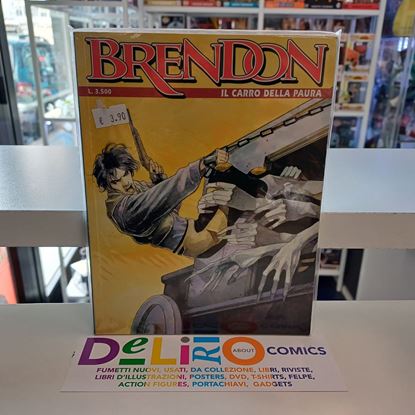 BRENDON
L. 3.500
IL CARRO DELLA PAURA
€ 3,90
DeLiRiO ABOUT COMICS
FUMETTI NUOVI, USATI, DA COLLEZIONE, LIBRI, RIVISTE,
LIBRI D'ILLUSTRAZIONI, POSTERS, DVD, T-SHIRTS, FELPE,
ACTION FIGURES, PORTACHIAVI, GADGETS